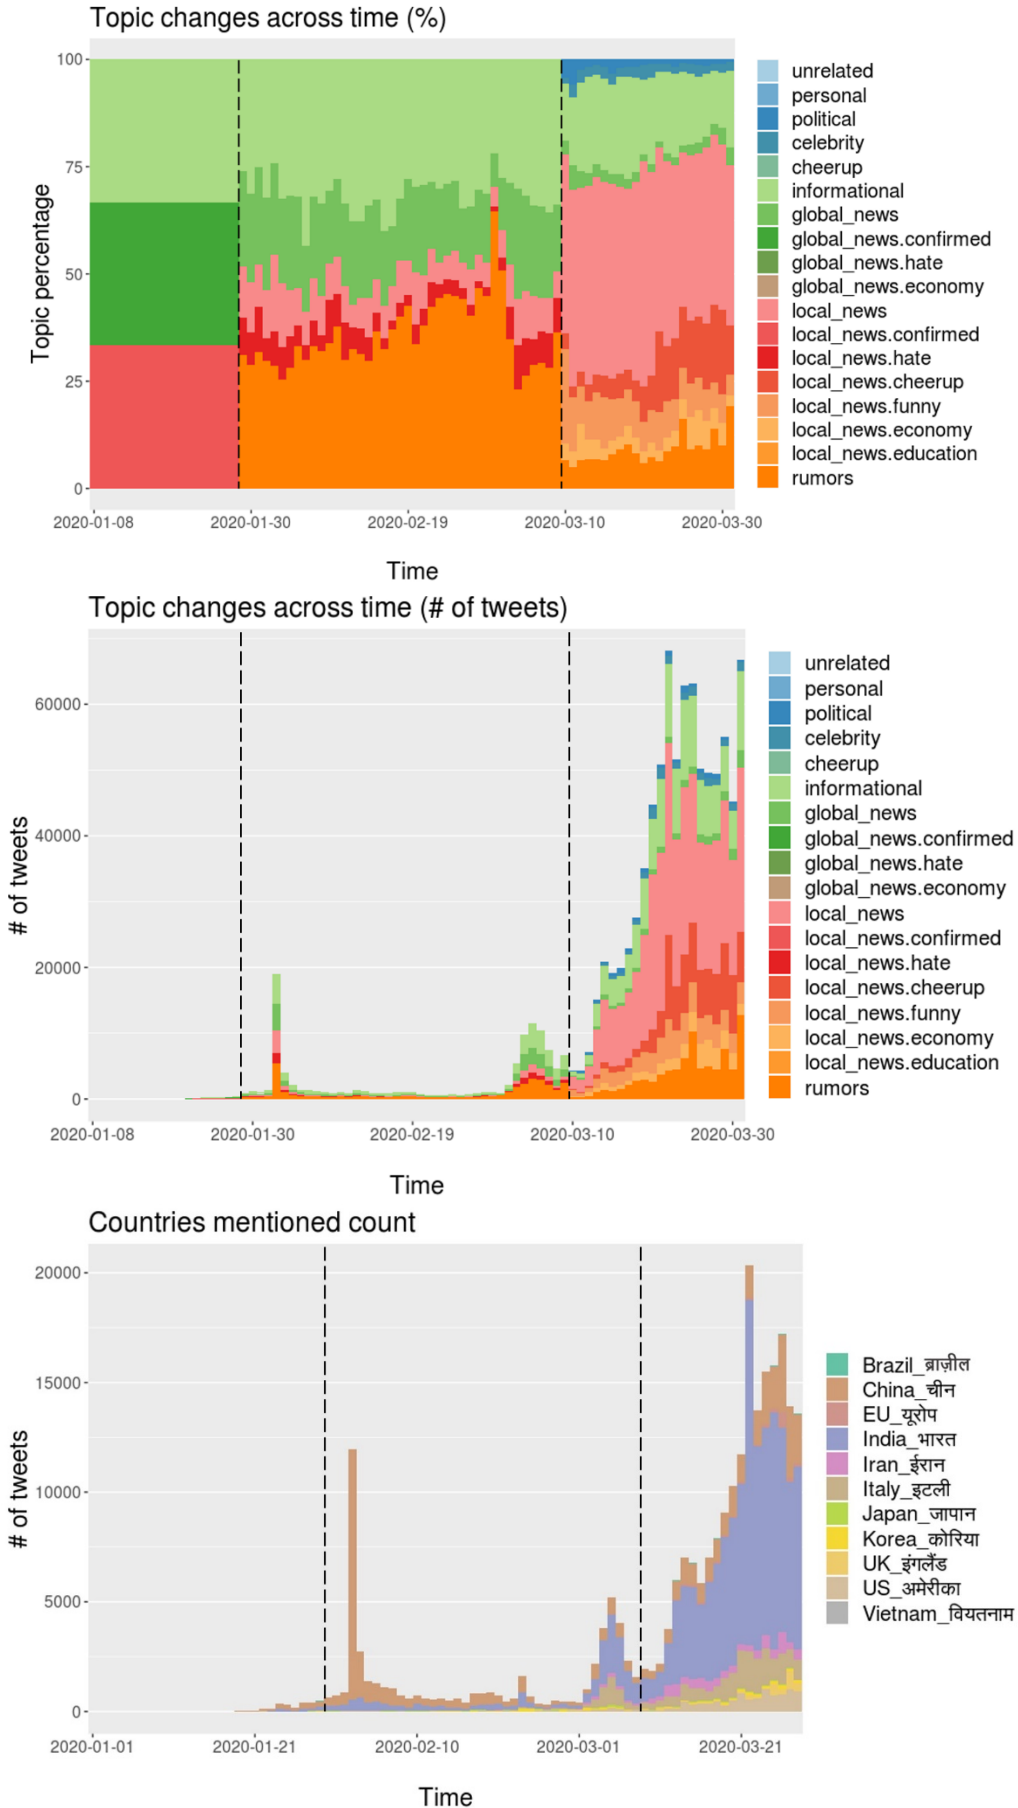 Topic changes across time (%)
Topic percentage
100
75
50
25
0
2020-01-08
2020-01-30
2020-02-19
2020-03-10
2020-03-30
Time
unrelated
personal
political
celebrity
cheerup
informational
global_news
global_news.confirmed
global_news.hate
global_news.economy
local_news
local_news.confirmed
local_news.hate
local_news.cheerup
local_news.funny
local_news.economy
local_news.education
rumors
Topic changes across time (# of tweets)
# of tweets
60000
40000
20000
0
2020-01-08
2020-01-30
2020-02-19
2020-03-10
2020-03-30
Time
unrelated
personal
political
celebrity
cheerup
informational
global_news
global_news.confirmed
global_news.hate
global_news.economy
local_news
local_news.confirmed
local_news.hate
local_news.cheerup
local_news.funny
local_news.economy
local_news.education
rumors
Countries mentioned count
# of tweets
20000
15000
10000
5000
0
2020-01-01
2020-01-21
2020-02-10
2020-03-01
2020-03-21
Time
Brazil_ब्राज़ील
China_चीन
EU_यूरोप
India_भारत
Iran_ईरान
Italy_इटली
Japan_जापान
Korea_कोरिया
UK_इंगलैंड
US_अमेरीका
Vietnam_वियतनाम